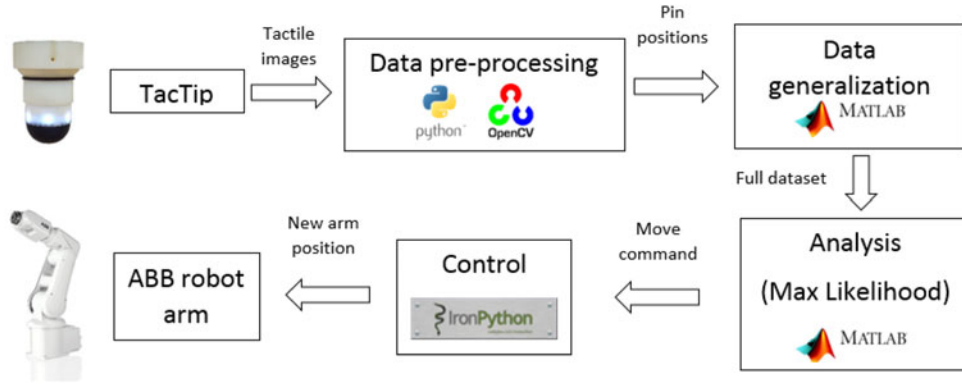 Tactile
images
Pin
positions
TacTip
Data pre-processing
python
OpenCV
Data
generalization
MATLAB
Full dataset
New arm
position
Move
command
ABB robot
arm
Control
IronPython
Analysis
(Max Likelihood)
MATLAB